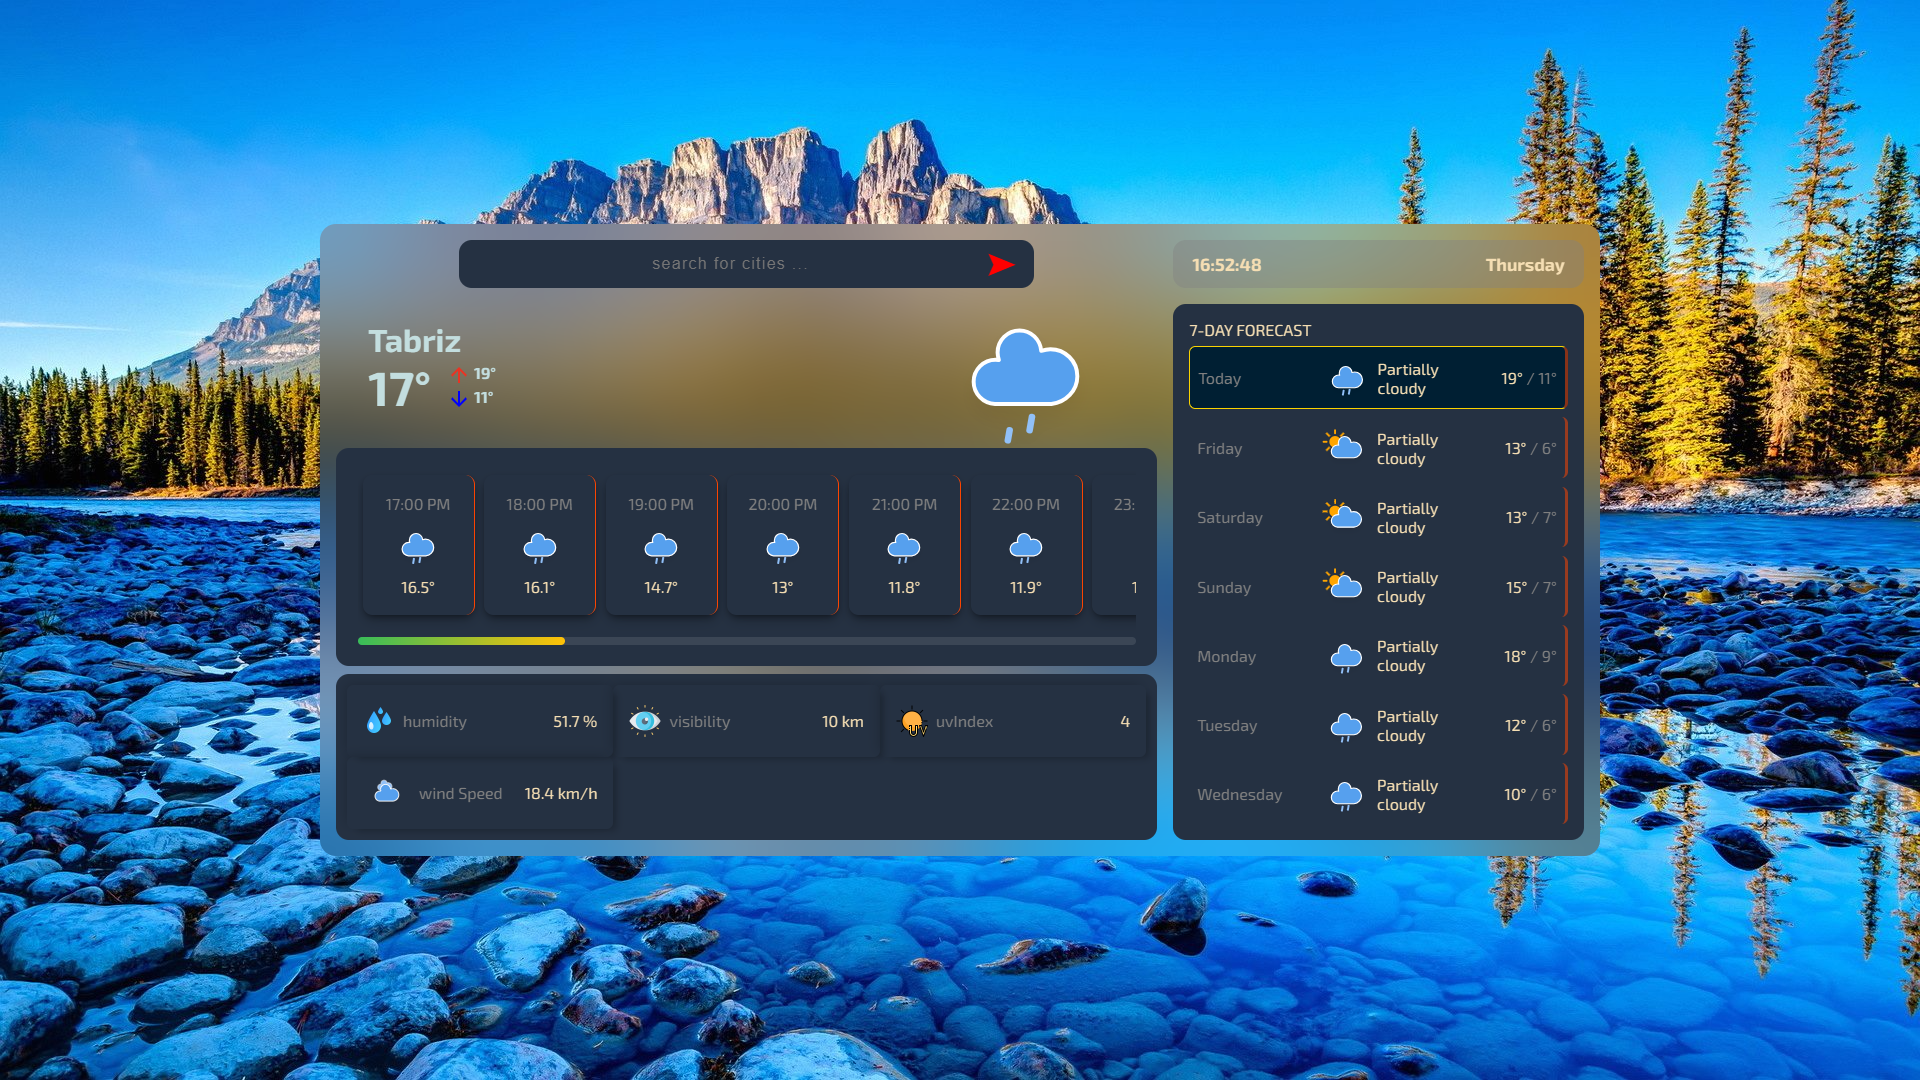 search for cities ...
16:52:48 Thursday
Tabriz
17° 19°
11°
17:00 PM 18:00 PM 19:00 PM 20:00 PM 21:00 PM 22:00 PM 23:
16.5° 16.1° 14.7° 13° 11.8° 11.9° 1
humidity 51.7 % visibility 10 km UV uvIndex 4
wind Speed 18.4 km/h
7-DAY FORECAST
Today Partially cloudy 19° / 11°
Friday Partially cloudy 13° / 6°
Saturday Partially cloudy 13° / 7°
Sunday Partially cloudy 15° / 7°
Monday Partially cloudy 18° / 9°
Tuesday Partially cloudy 12° / 6°
Wednesday Partially cloudy 10° / 6°